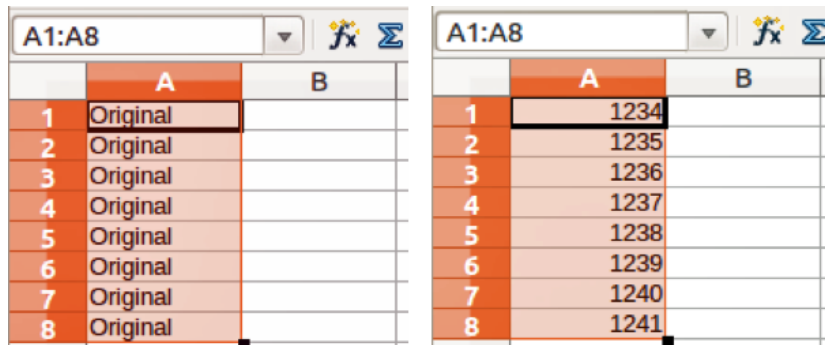 A1:A8
A B
1 Original
2 Original
3 Original
4 Original
5 Original
6 Original
7 Original
8 Original
A1:A8
A B
1 1234
2 1235
3 1236
4 1237
5 1238
6 1239
7 1240
8 1241